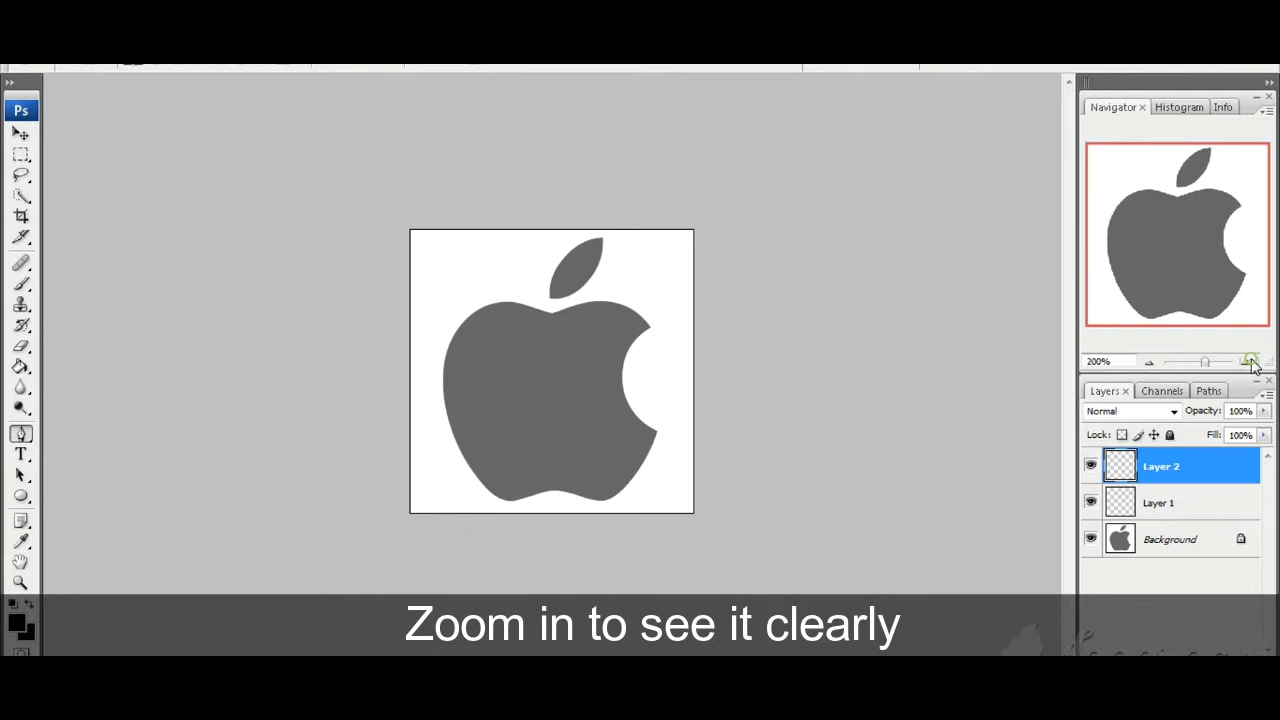 Ps
Navigator × Histogram Info
200%
Layers × Channels Paths
Normal Opacity: 100%
Lock: Fill: 100%
Layer 2
Layer 1
Background
T
Zoom in to see it clearly